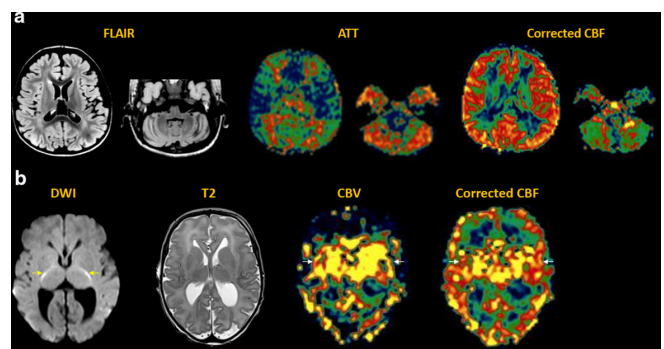 a
FLAIR
ATT
Corrected CBF
b
DWI
T2
CBV
Corrected CBF